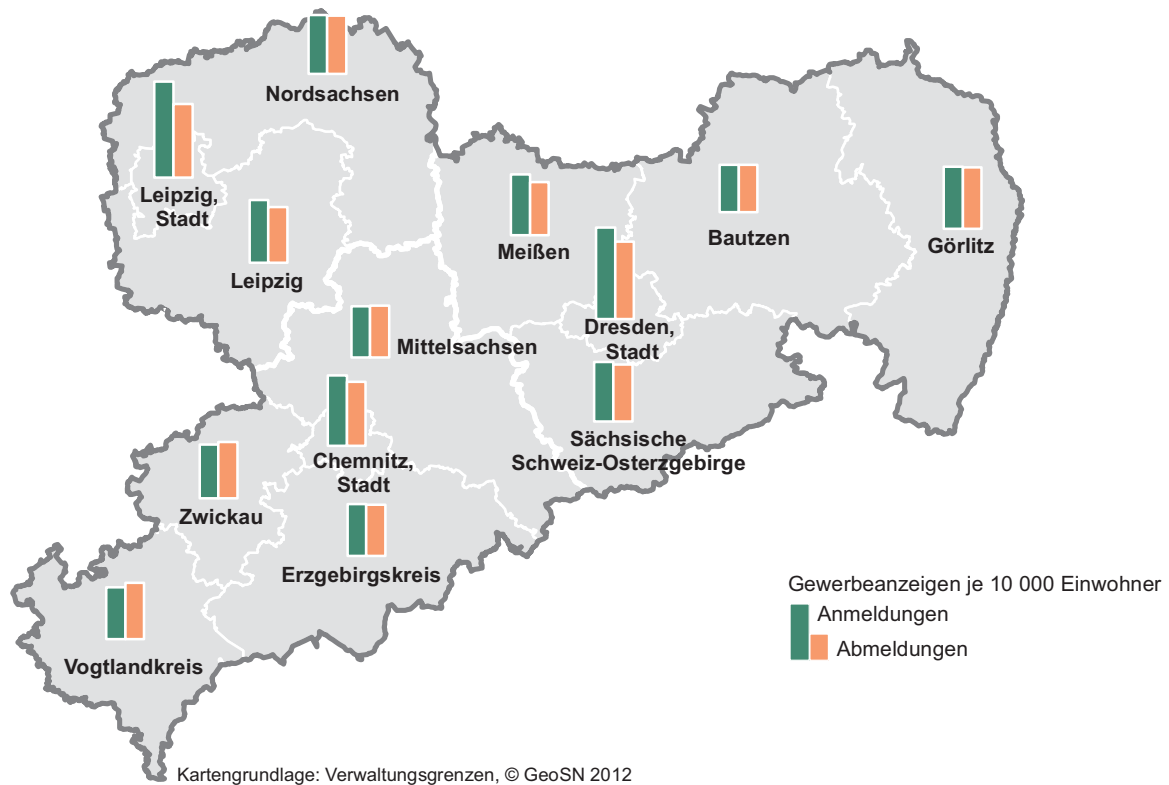 Nordsachsen
Leipzig,
Stadt
Leipzig
Meißen
Bautzen
Görlitz
Dresden,
Stadt
Mittelsachsen
Sächsische
Schweiz-Osterzgebirge
Chemnitz,
Stadt
Zwickau
Erzgebirgskreis
Vogtlandkreis
Gewerbeanzeigen je 10 000 Einwohner
Anmeldungen
Abmeldungen
Kartengrundlage: Verwaltungsgrenzen, © GeoSN 2012